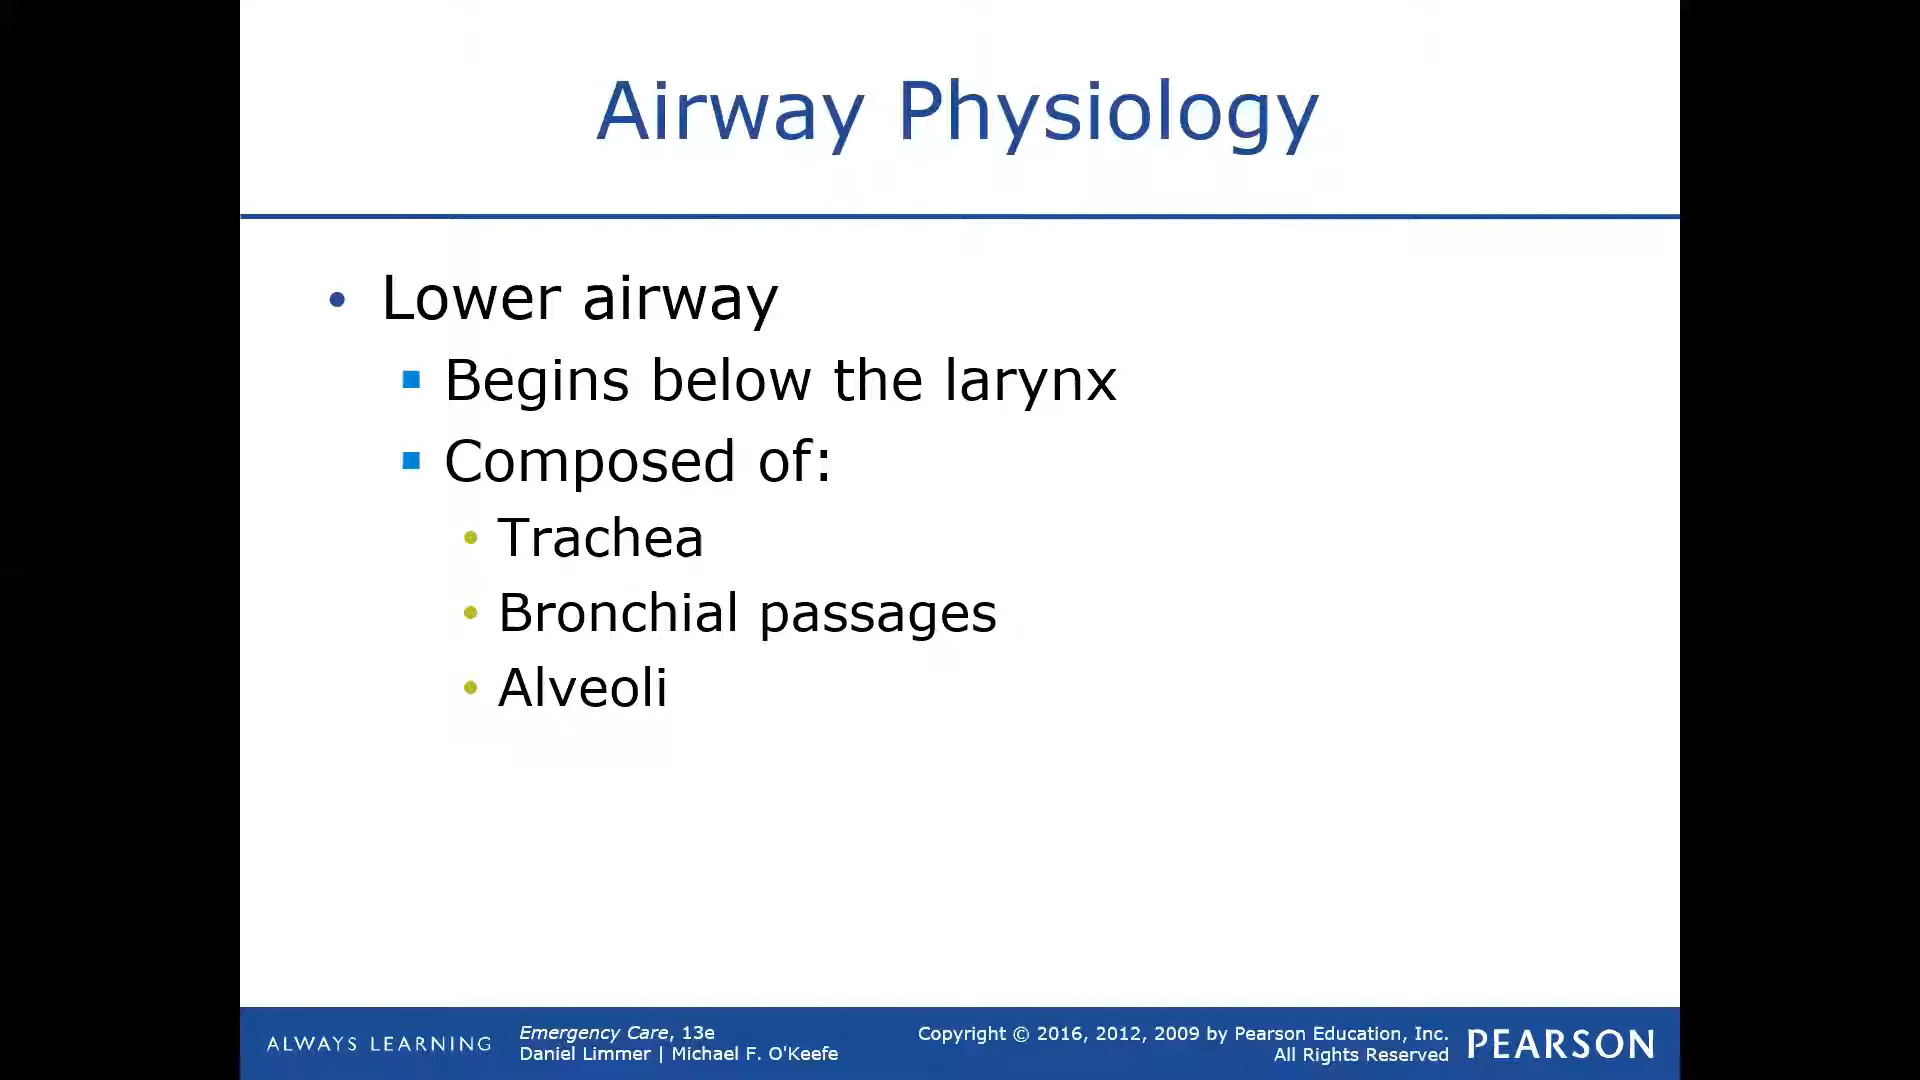 Airway Physiology
• Lower airway
▪ Begins below the larynx
▪ Composed of:
• Trachea
• Bronchial passages
• Alveoli
ALWAYS LEARNING
Emergency Care, 13e
Daniel Limmer | Michael F. O'Keefe
Copyright © 2016, 2012, 2009 by Pearson Education, Inc.
All Rights Reserved
PEARSON